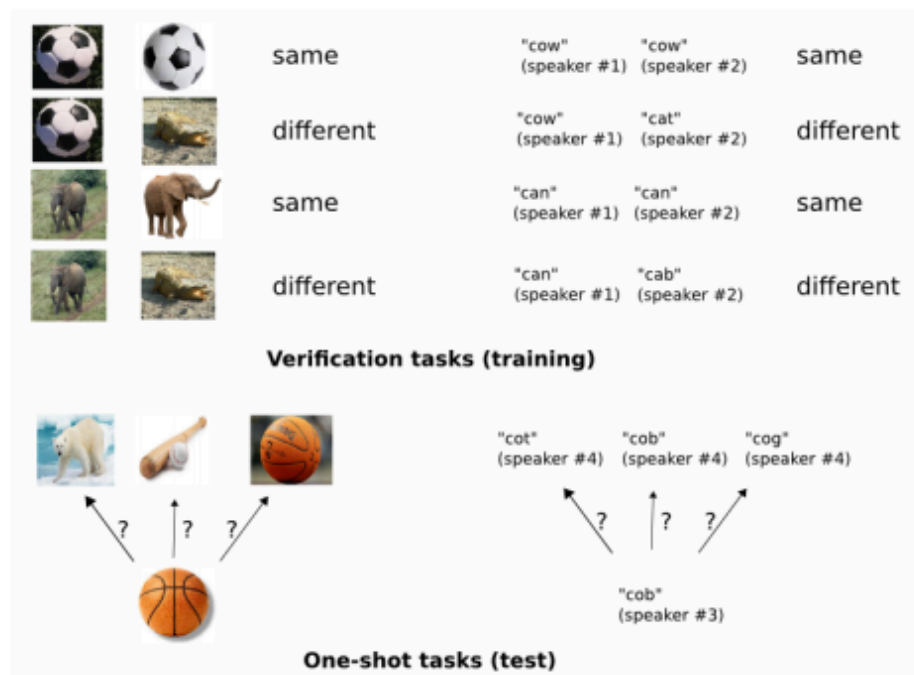 same "cow" "cow" same
(speaker #1) (speaker #2)
different "cow" "cat" different
(speaker #1) (speaker #2)
same "can" "can" same
(speaker #1) (speaker #2)
different "can" "cab" different
(speaker #1) (speaker #2)
Verification tasks (training)
"cot" "cob" "cog"
(speaker #4) (speaker #4) (speaker #4)
? ? ? ? ? ?
"cob"
(speaker #3)
One-shot tasks (test)